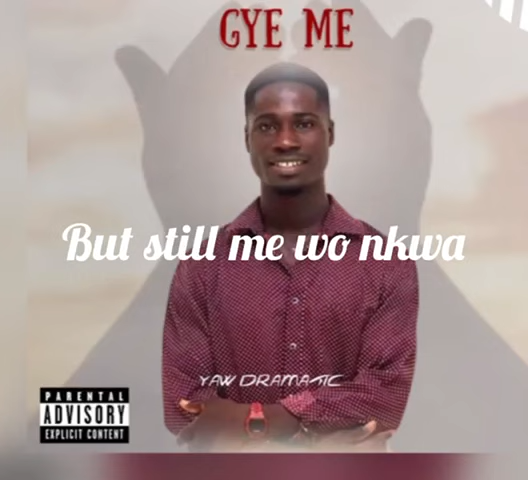 GYE ME
But still me wo nkwa
YAW DRAMATIC
PARENTAL
ADVISORY
EXPLICIT CONTENT